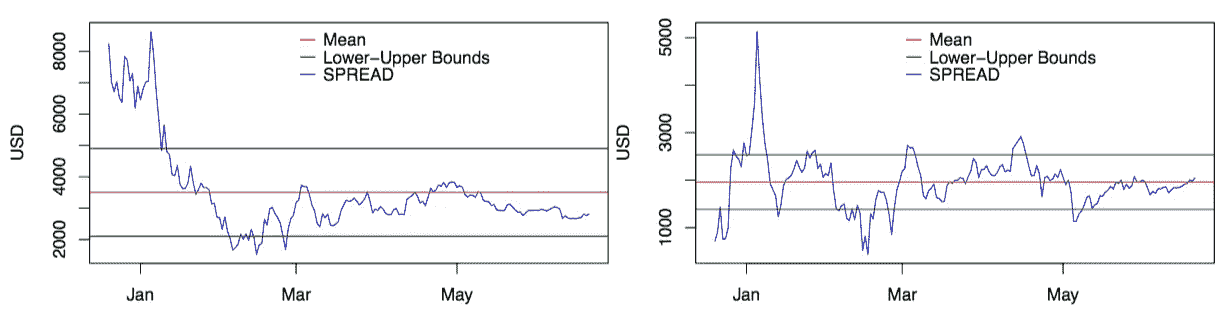 USD
8000
6000
4000
2000
Mean
Lower-Upper Bounds
SPREAD
Jan
Mar
May
USD
5000
3000
1000
Mean
Lower-Upper Bounds
SPREAD
Jan
Mar
May